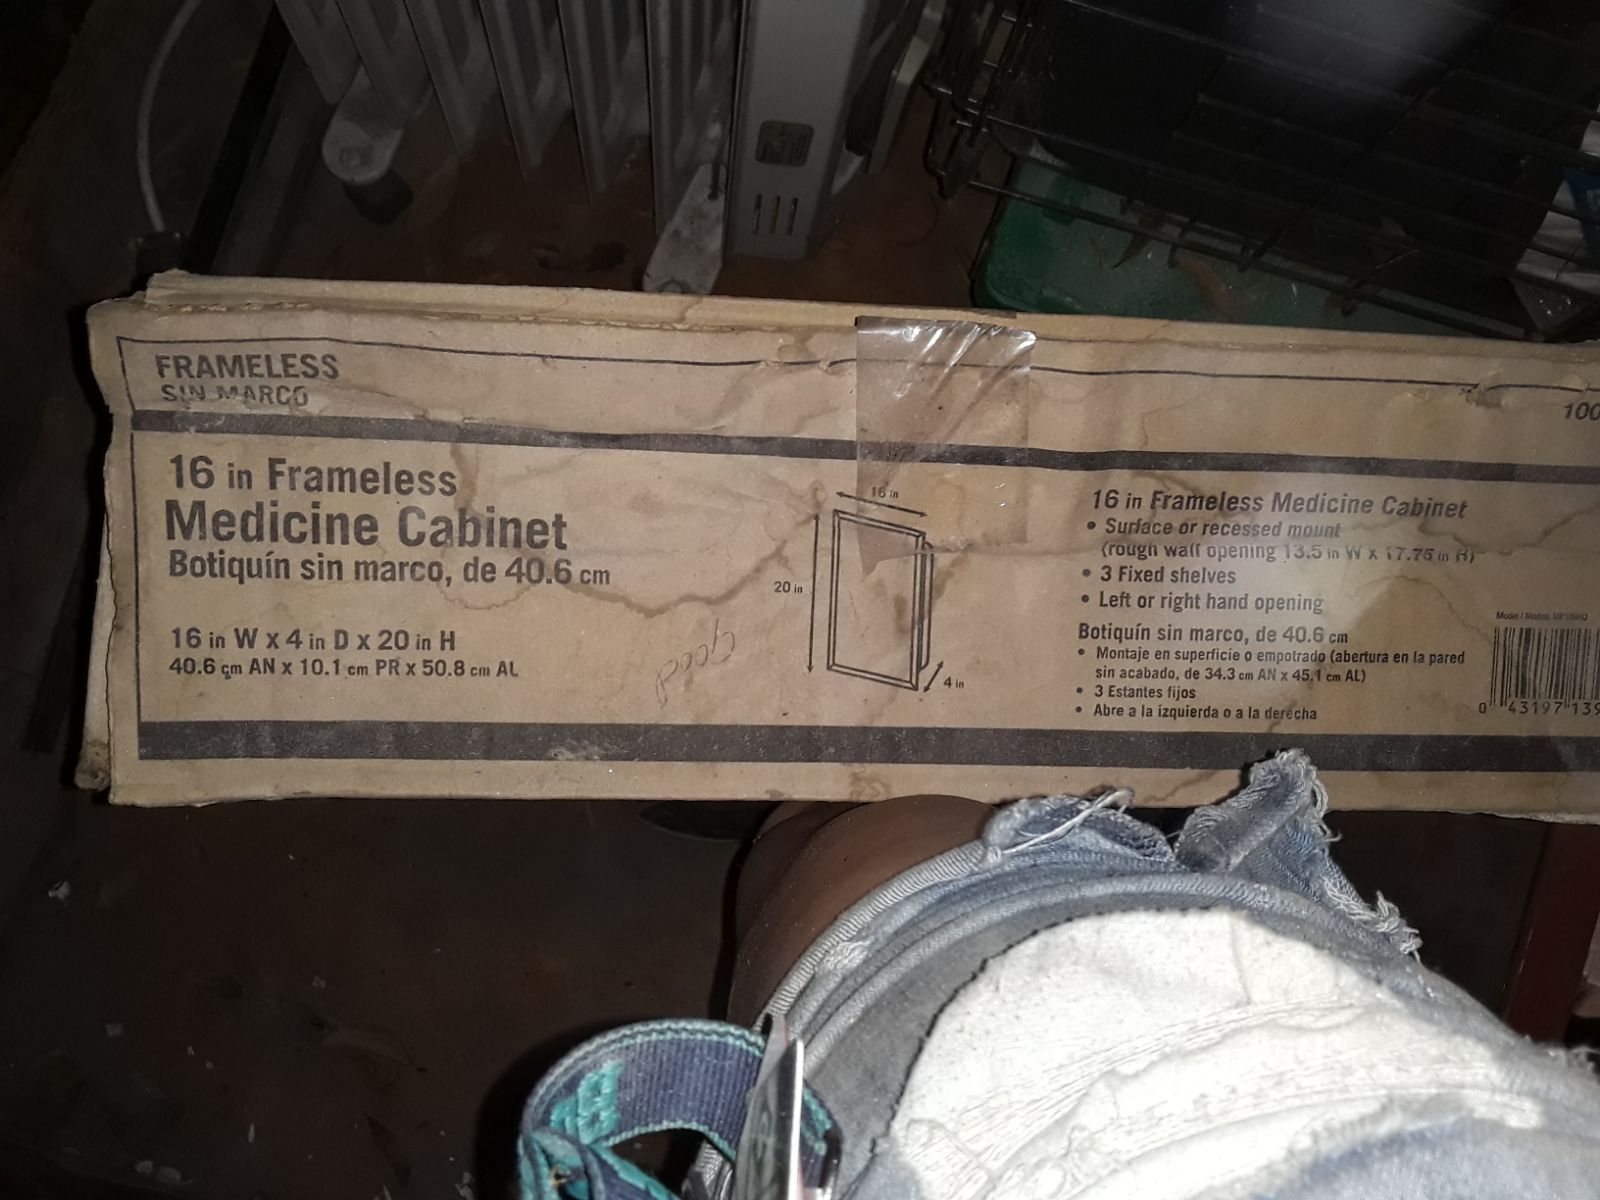 FRAMELESS
SIN MARCO
100
16 in Frameless
Medicine Cabinet
Botiquín sin marco, de 40.6 cm
16 in W x 4 in D x 20 in H
40.6 cm AN x 10.1 cm PR x 50.8 cm AL
Good
16 in
20 in
4 in
16 in Frameless Medicine Cabinet
• Surface or recessed mount
(rough wall opening 13.5 in W x 17.75 in H)
• 3 Fixed shelves
• Left or right hand opening
Botiquín sin marco, de 40.6 cm
• Montaje en superficie o empotrado (abertura en la pared
sin acabado, de 34.3 cm AN x 45.1 cm AL)
• 3 Estantes fijos
• Abre a la izquierda o a la derecha
Model / Modelo
0 43197 139